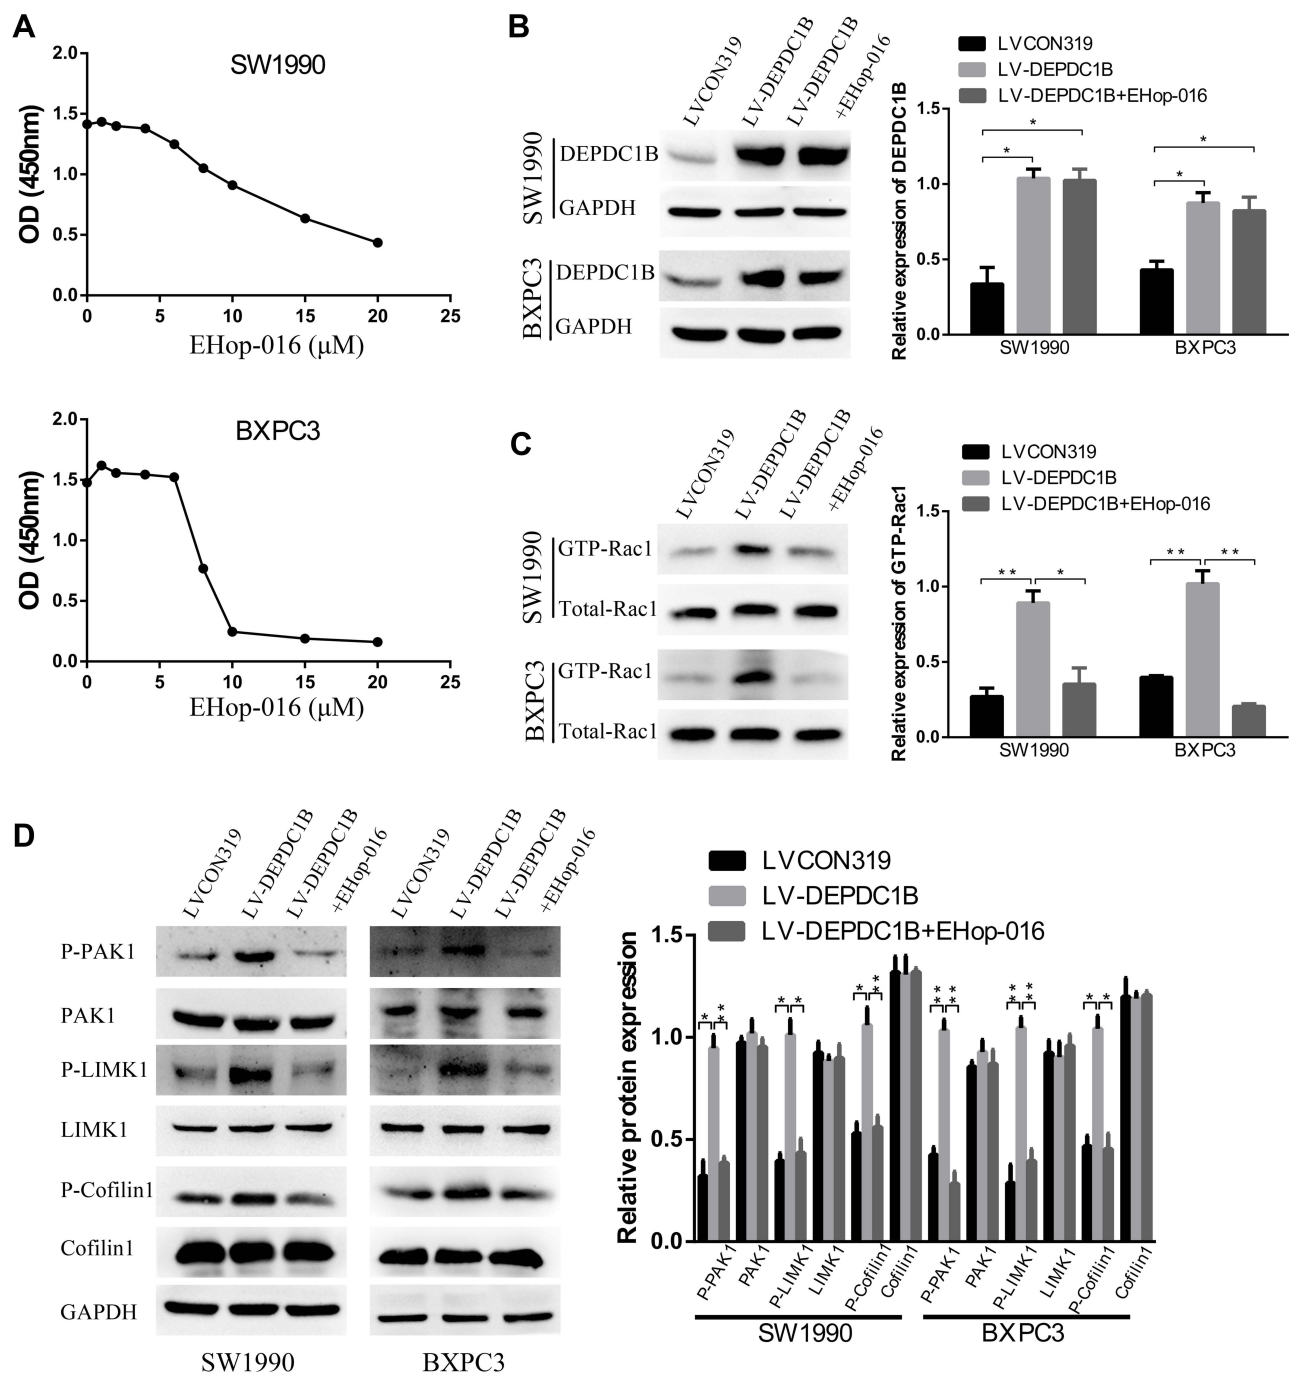 A
SW1990
OD (450nm)
2.0
1.5
1.0
0.5
0.0
0 5 10 15 20 25
EHop-016 (μM)
BXPC3
OD (450nm)
2.0
1.5
1.0
0.5
0.0
0 5 10 15 20 25
EHop-016 (μM)
B
LVCON319
LV-DEPDC1B
LV-DEPDC1B
+EHop-016
SW1990
DEPDC1B
GAPDH
BXPC3
DEPDC1B
GAPDH
LVCON319
LV-DEPDC1B
LV-DEPDC1B+EHop-016
Relative expression of DEPDC1B
1.5
1.0
0.5
0.0
* *
* *
SW1990 BXPC3
C
LVCON319
LV-DEPDC1B
LV-DEPDC1B
+EHop-016
SW1990
GTP-Rac1
Total-Rac1
BXPC3
GTP-Rac1
Total-Rac1
LVCON319
LV-DEPDC1B
LV-DEPDC1B+EHop-016
Relative expression of GTP-Rac1
1.5
1.0
0.5
0.0
** * ** **
SW1990 BXPC3
D
LVCON319
LV-DEPDC1B
LV-DEPDC1B
+EHop-016
LVCON319
LV-DEPDC1B
LV-DEPDC1B
+EHop-016
P-PAK1
PAK1
P-LIMK1
LIMK1
P-Cofilin1
Cofilin1
GAPDH
SW1990 BXPC3
LVCON319
LV-DEPDC1B
LV-DEPDC1B+EHop-016
Relative protein expression
1.5
1.0
0.5
0.0
* ** * * * ** ** ** ** ** * *
P-PAK1 PAK1 P-LIMK1 LIMK1 P-Cofilin1 Cofilin1 P-PAK1 PAK1 P-LIMK1 LIMK1 P-Cofilin1 Cofilin1
SW1990 BXPC3